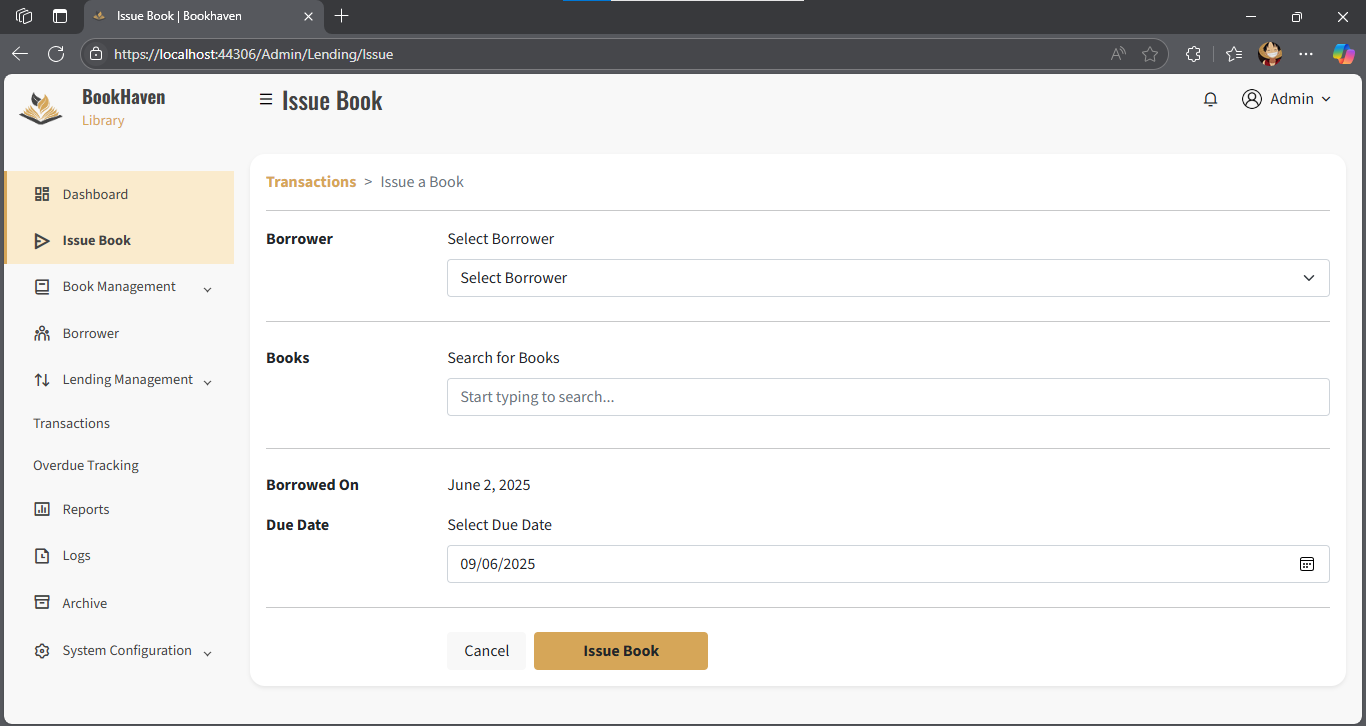 Issue Book | Bookhaven
https://localhost:44306/Admin/Lending/Issue
BookHaven
Library
Issue Book
Admin
Dashboard
Issue Book
Book Management
Borrower
Lending Management
Transactions
Overdue Tracking
Reports
Logs
Archive
System Configuration
Transactions > Issue a Book
Borrower
Select Borrower
Select Borrower
Books
Search for Books
Start typing to search...
Borrowed On
June 2, 2025
Due Date
Select Due Date
09/06/2025
Cancel
Issue Book